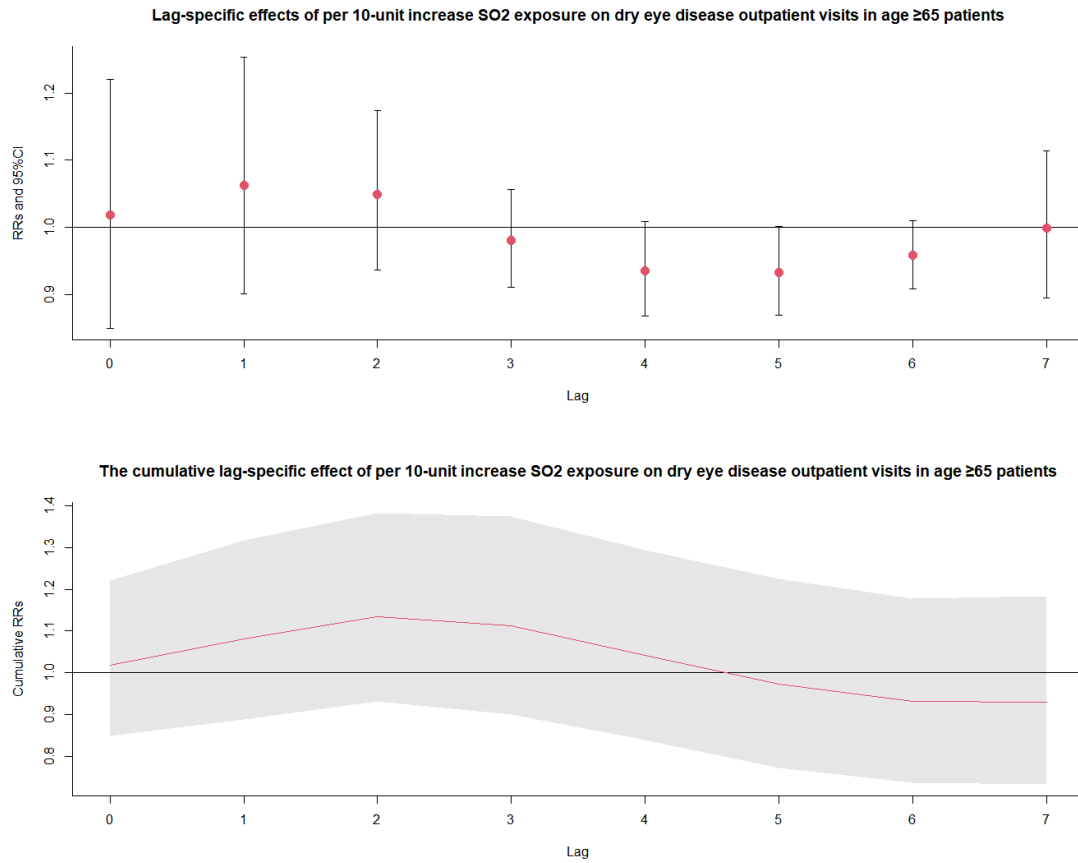 Lag-specific effects of per 10-unit increase SO2 exposure on dry eye disease outpatient visits in age ≥65 patients
RRs and 95%CI
1.2
1.1
1.0
0.9
0 1 2 3 4 5 6 7
Lag
The cumulative lag-specific effect of per 10-unit increase SO2 exposure on dry eye disease outpatient visits in age ≥65 patients
Cumulative RRs
1.4
1.3
1.2
1.1
1.0
0.9
0.8
0 1 2 3 4 5 6 7
Lag